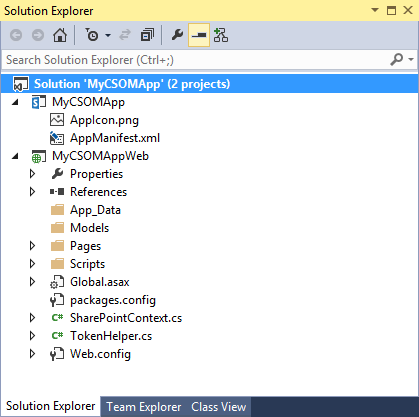 Solution Explorer
Search Solution Explorer (Ctrl+;)
Solution 'MyCSOMApp' (2 projects)
MyCSOMApp
AppIcon.png
AppManifest.xml
MyCSOMAppWeb
Properties
References
App_Data
Models
Pages
Scripts
Global.asax
packages.config
C# SharePointContext.cs
C# TokenHelper.cs
Web.config
Solution Explorer Team Explorer Class View